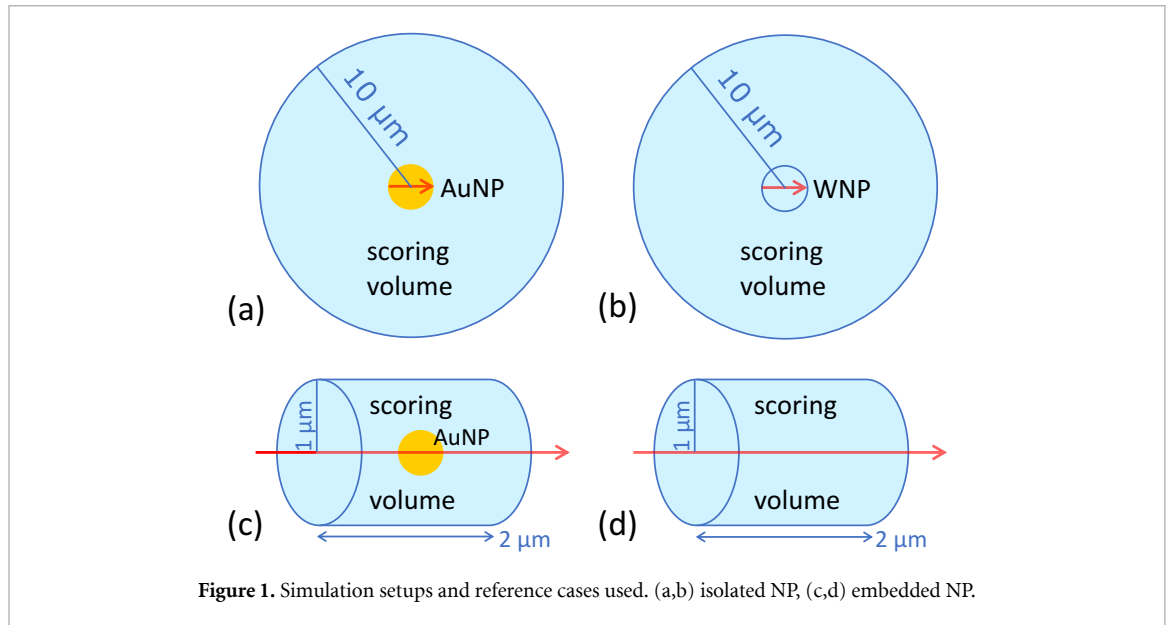 10 μm
AuNP
scoring
volume
(a)
10 μm
WNP
scoring
volume
(b)
1 μm
scoring
AuNP
volume
(c)
2 μm
1 μm
scoring
volume
(d)
2 μm
Figure 1. Simulation setups and reference cases used. (a,b) isolated NP, (c,d) embedded NP.